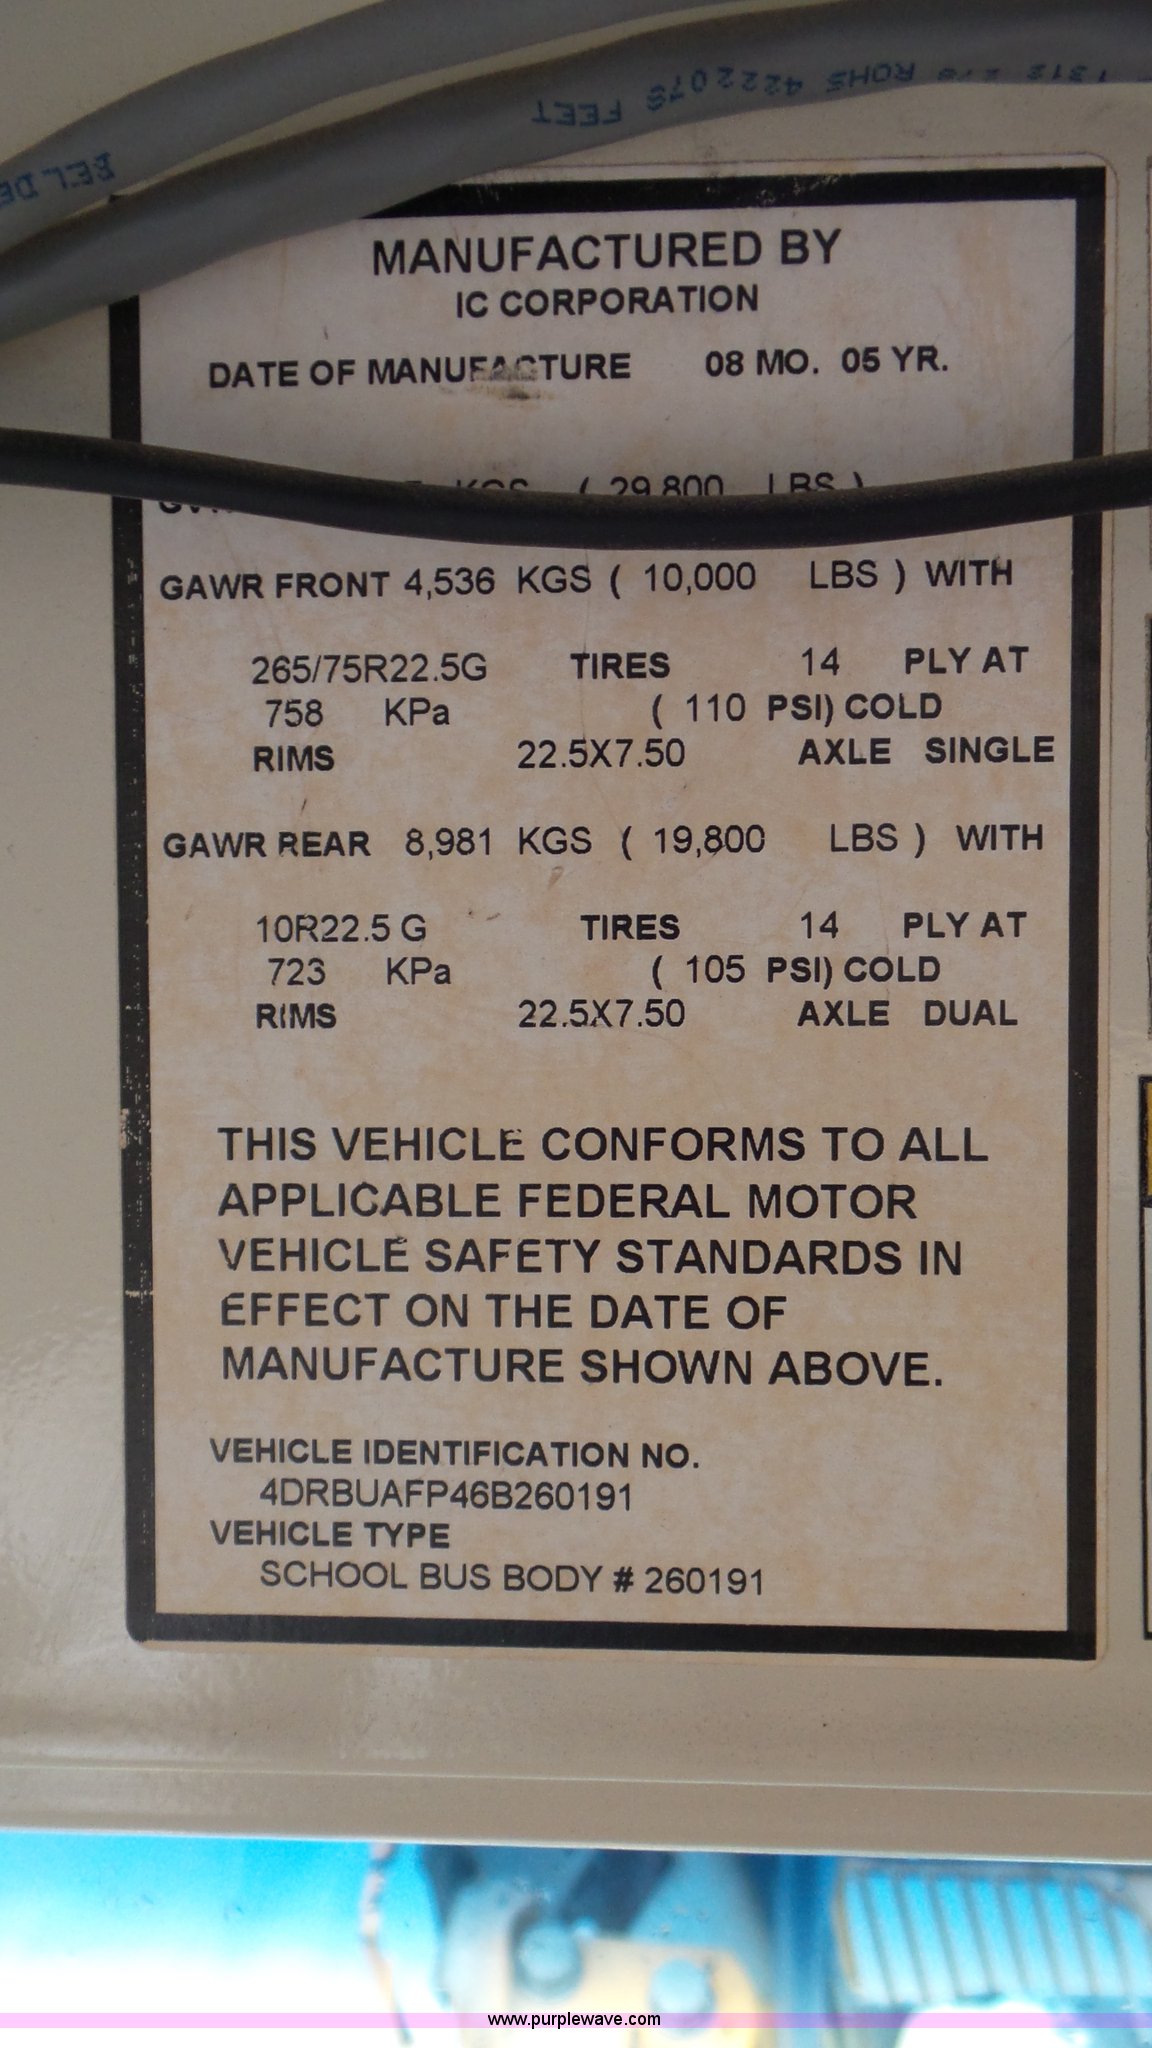 BELDE
FEET
MANUFACTURED BY
IC CORPORATION
DATE OF MANUFACTURE 08 MO. 05 YR.
KGS ( 29,800 LBS )
GAWR FRONT 4,536 KGS ( 10,000 LBS ) WITH
265/75R22.5G TIRES 14 PLY AT
758 KPa ( 110 PSI) COLD
RIMS 22.5X7.50 AXLE SINGLE
GAWR REAR 8,981 KGS ( 19,800 LBS ) WITH
10R22.5 G TIRES 14 PLY AT
723 KPa ( 105 PSI) COLD
RIMS 22.5X7.50 AXLE DUAL
THIS VEHICLE CONFORMS TO ALL
APPLICABLE FEDERAL MOTOR
VEHICLE SAFETY STANDARDS IN
EFFECT ON THE DATE OF
MANUFACTURE SHOWN ABOVE.
VEHICLE IDENTIFICATION NO.
4DRBUAFP46B260191
VEHICLE TYPE
SCHOOL BUS BODY # 260191
www.purplewave.com